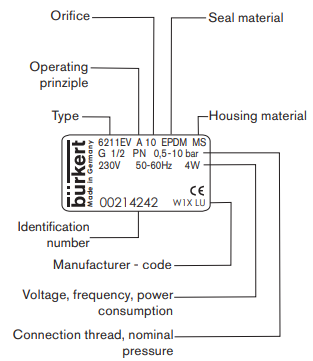 Orifice
Seal material
Operating
prinziple
Type
Housing material
bürkert
Made in Germany
6211EV A 10 EPDM MS
G 1/2 PN 0,5-10 bar
230V 50-60Hz 4W
CE
00214242 W1X LU
Identification
number
Manufacturer - code
Voltage, frequency, power
consumption
Connection thread, nominal
pressure